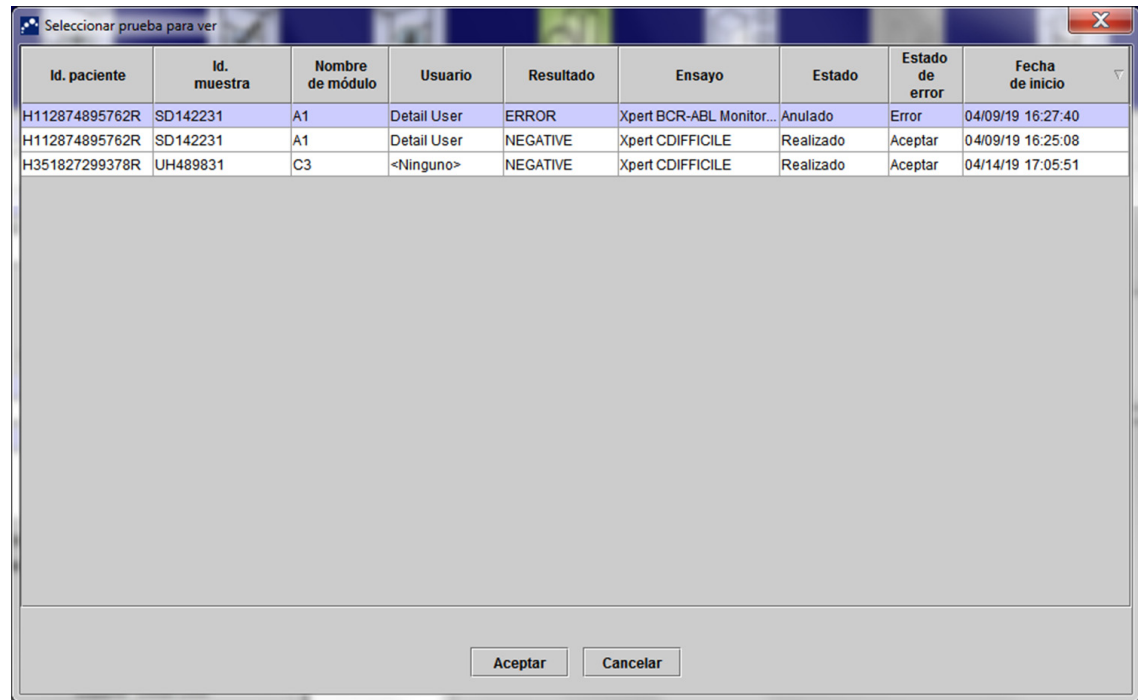 Seleccionar prueba para ver
Id. paciente Id. muestra Nombre de módulo Usuario Resultado Ensayo Estado Estado de error Fecha de inicio
H112874895762R SD142231 A1 Detail User ERROR Xpert BCR-ABL Monitor... Anulado Error 04/09/19 16:27:40
H112874895762R SD142231 A1 Detail User NEGATIVE Xpert CDIFFICILE Realizado Aceptar 04/09/19 16:25:08
H351827299378R UH489831 C3 <Ninguno> NEGATIVE Xpert CDIFFICILE Realizado Aceptar 04/14/19 17:05:51
Aceptar Cancelar